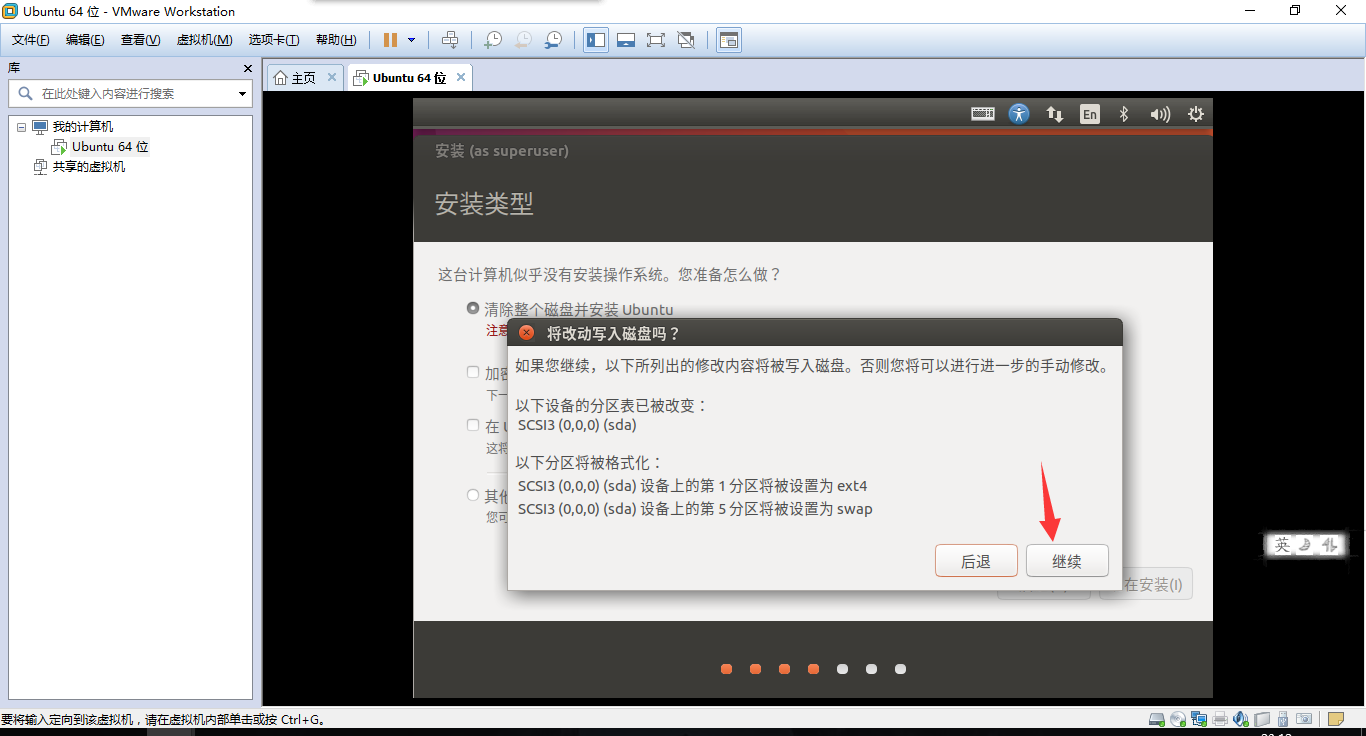 Ubuntu 64 位 - VMware Workstation
文件(F) 编辑(E) 查看(V) 虚拟机(M) 选项卡(T) 帮助(H)
库
在此处键入内容进行搜索
我的计算机
Ubuntu 64 位
共享的虚拟机
主页 Ubuntu 64 位
En
安装 (as superuser)
安装类型
这台计算机似乎没有安装操作系统。您准备怎么做？
清除整个磁盘并安装 Ubuntu
注意
加密
下一
在 U
这将
其他
您可
将改动写入磁盘吗？
如果您继续，以下所列出的修改内容将被写入磁盘。否则您将可以进行进一步的手动修改。
以下设备的分区表已被改变：
SCSI3 (0,0,0) (sda)
以下分区将被格式化：
SCSI3 (0,0,0) (sda) 设备上的第 1 分区将被设置为 ext4
SCSI3 (0,0,0) (sda) 设备上的第 5 分区将被设置为 swap
后退 继续
在安装(I)
英
要将输入定向到该虚拟机，请在虚拟机内部单击或按 Ctrl+G。